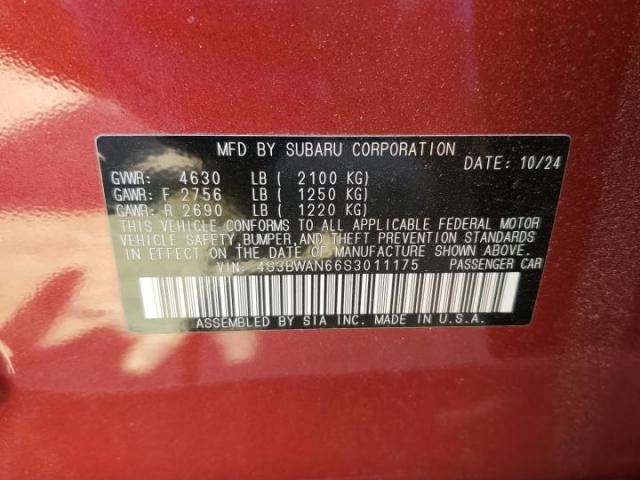 MFD BY SUBARU CORPORATION
DATE: 10/24
GVWR: 4630 LB ( 2100 KG)
GAWR: F 2756 LB ( 1250 KG)
GAWR: R 2690 LB ( 1220 KG)
THIS VEHICLE CONFORMS TO ALL APPLICABLE FEDERAL MOTOR
VEHICLE SAFETY, BUMPER, AND THEFT PREVENTION STANDARDS
IN EFFECT ON THE DATE OF MANUFACTURE SHOWN ABOVE.
VIN: 4S3BWAN66S3011175 PASSENGER CAR
ASSEMBLED BY SIA INC. MADE IN U.S.A.